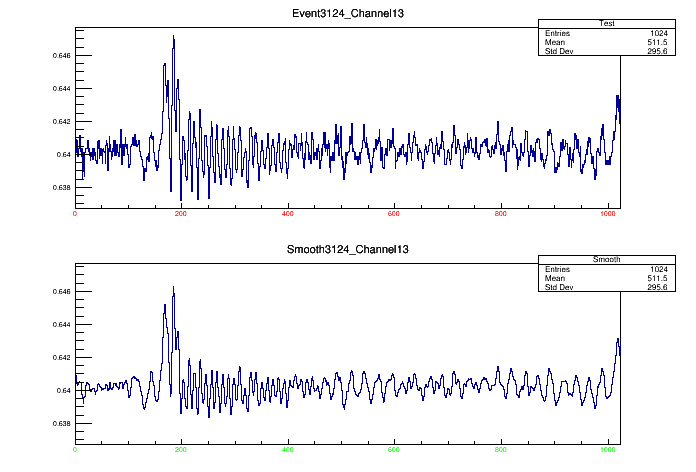 Event3124_Channel13
Test
Entries 1024
Mean 511.5
Std Dev 295.6
0.646
0.644
0.642
0.64
0.638
0 200 400 600 800 1000
Smooth3124_Channel13
Smooth
Entries 1024
Mean 511.5
Std Dev 295.6
0.646
0.644
0.642
0.64
0.638
0 200 400 600 800 1000